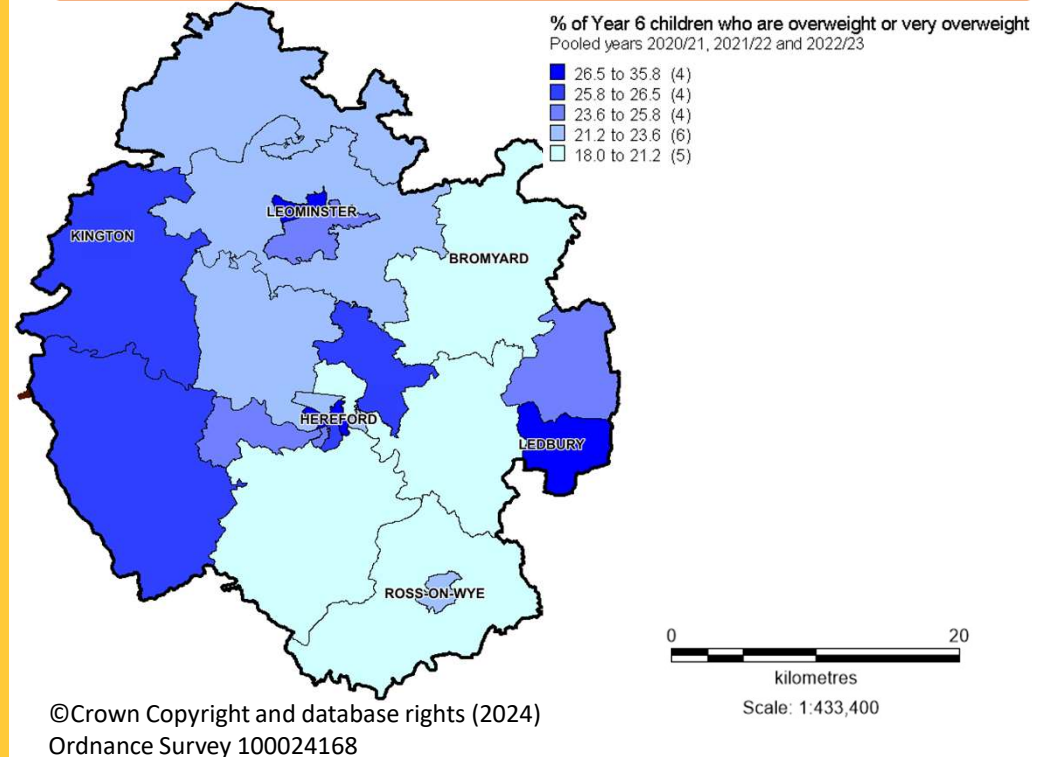 % of Year 6 children who are overweight or very overweight
Pooled years 2020/21, 2021/22 and 2022/23
26.5 to 35.8 (4)
25.8 to 26.5 (4)
23.6 to 25.8 (4)
21.2 to 23.6 (6)
18.0 to 21.2 (5)
LEOMINSTER
KINGTON
BROMYARD
HEREFORD
LEDBURY
ROSS-ON-WYE
0 20
kilometres
Scale: 1:433,400
©Crown Copyright and database rights (2024)
Ordnance Survey 100024168